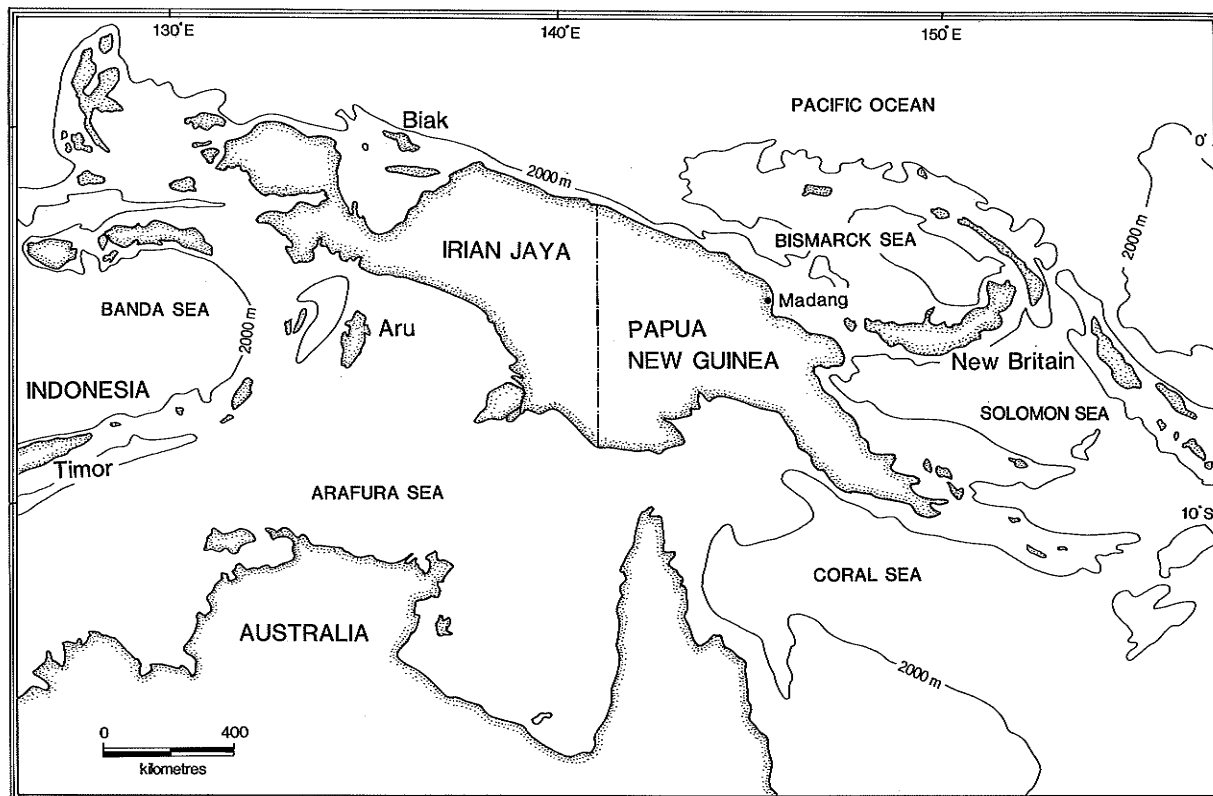 130°E
140°E
150°E
PACIFIC OCEAN
Biak
0°
2000 m
2000 m
IRIAN JAYA
BISMARCK SEA
BANDA SEA
2000 m
Madang
Aru
PAPUA
NEW GUINEA
New Britain
INDONESIA
SOLOMON SEA
Timor
ARAFURA SEA
10°S
CORAL SEA
AUSTRALIA
2000 m
0
400
kilometres